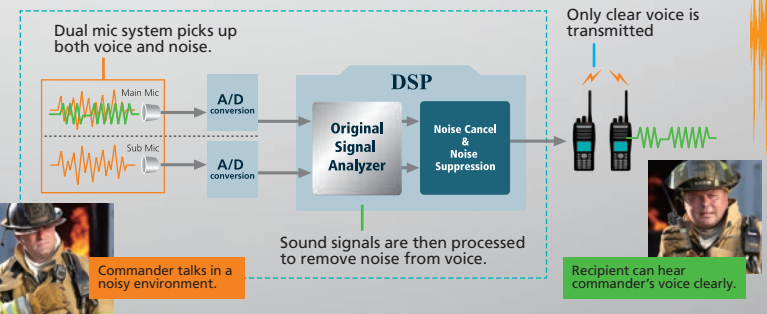 Dual mic system picks up
both voice and noise.
Main Mic
A/D
conversion
Sub Mic
A/D
conversion
DSP
Original
Signal
Analyzer
Noise Cancel
&
Noise
Suppression
Only clear voice is
transmitted
Sound signals are then processed
to remove noise from voice.
Commander talks in a
noisy environment.
Recipient can hear
commander's voice clearly.